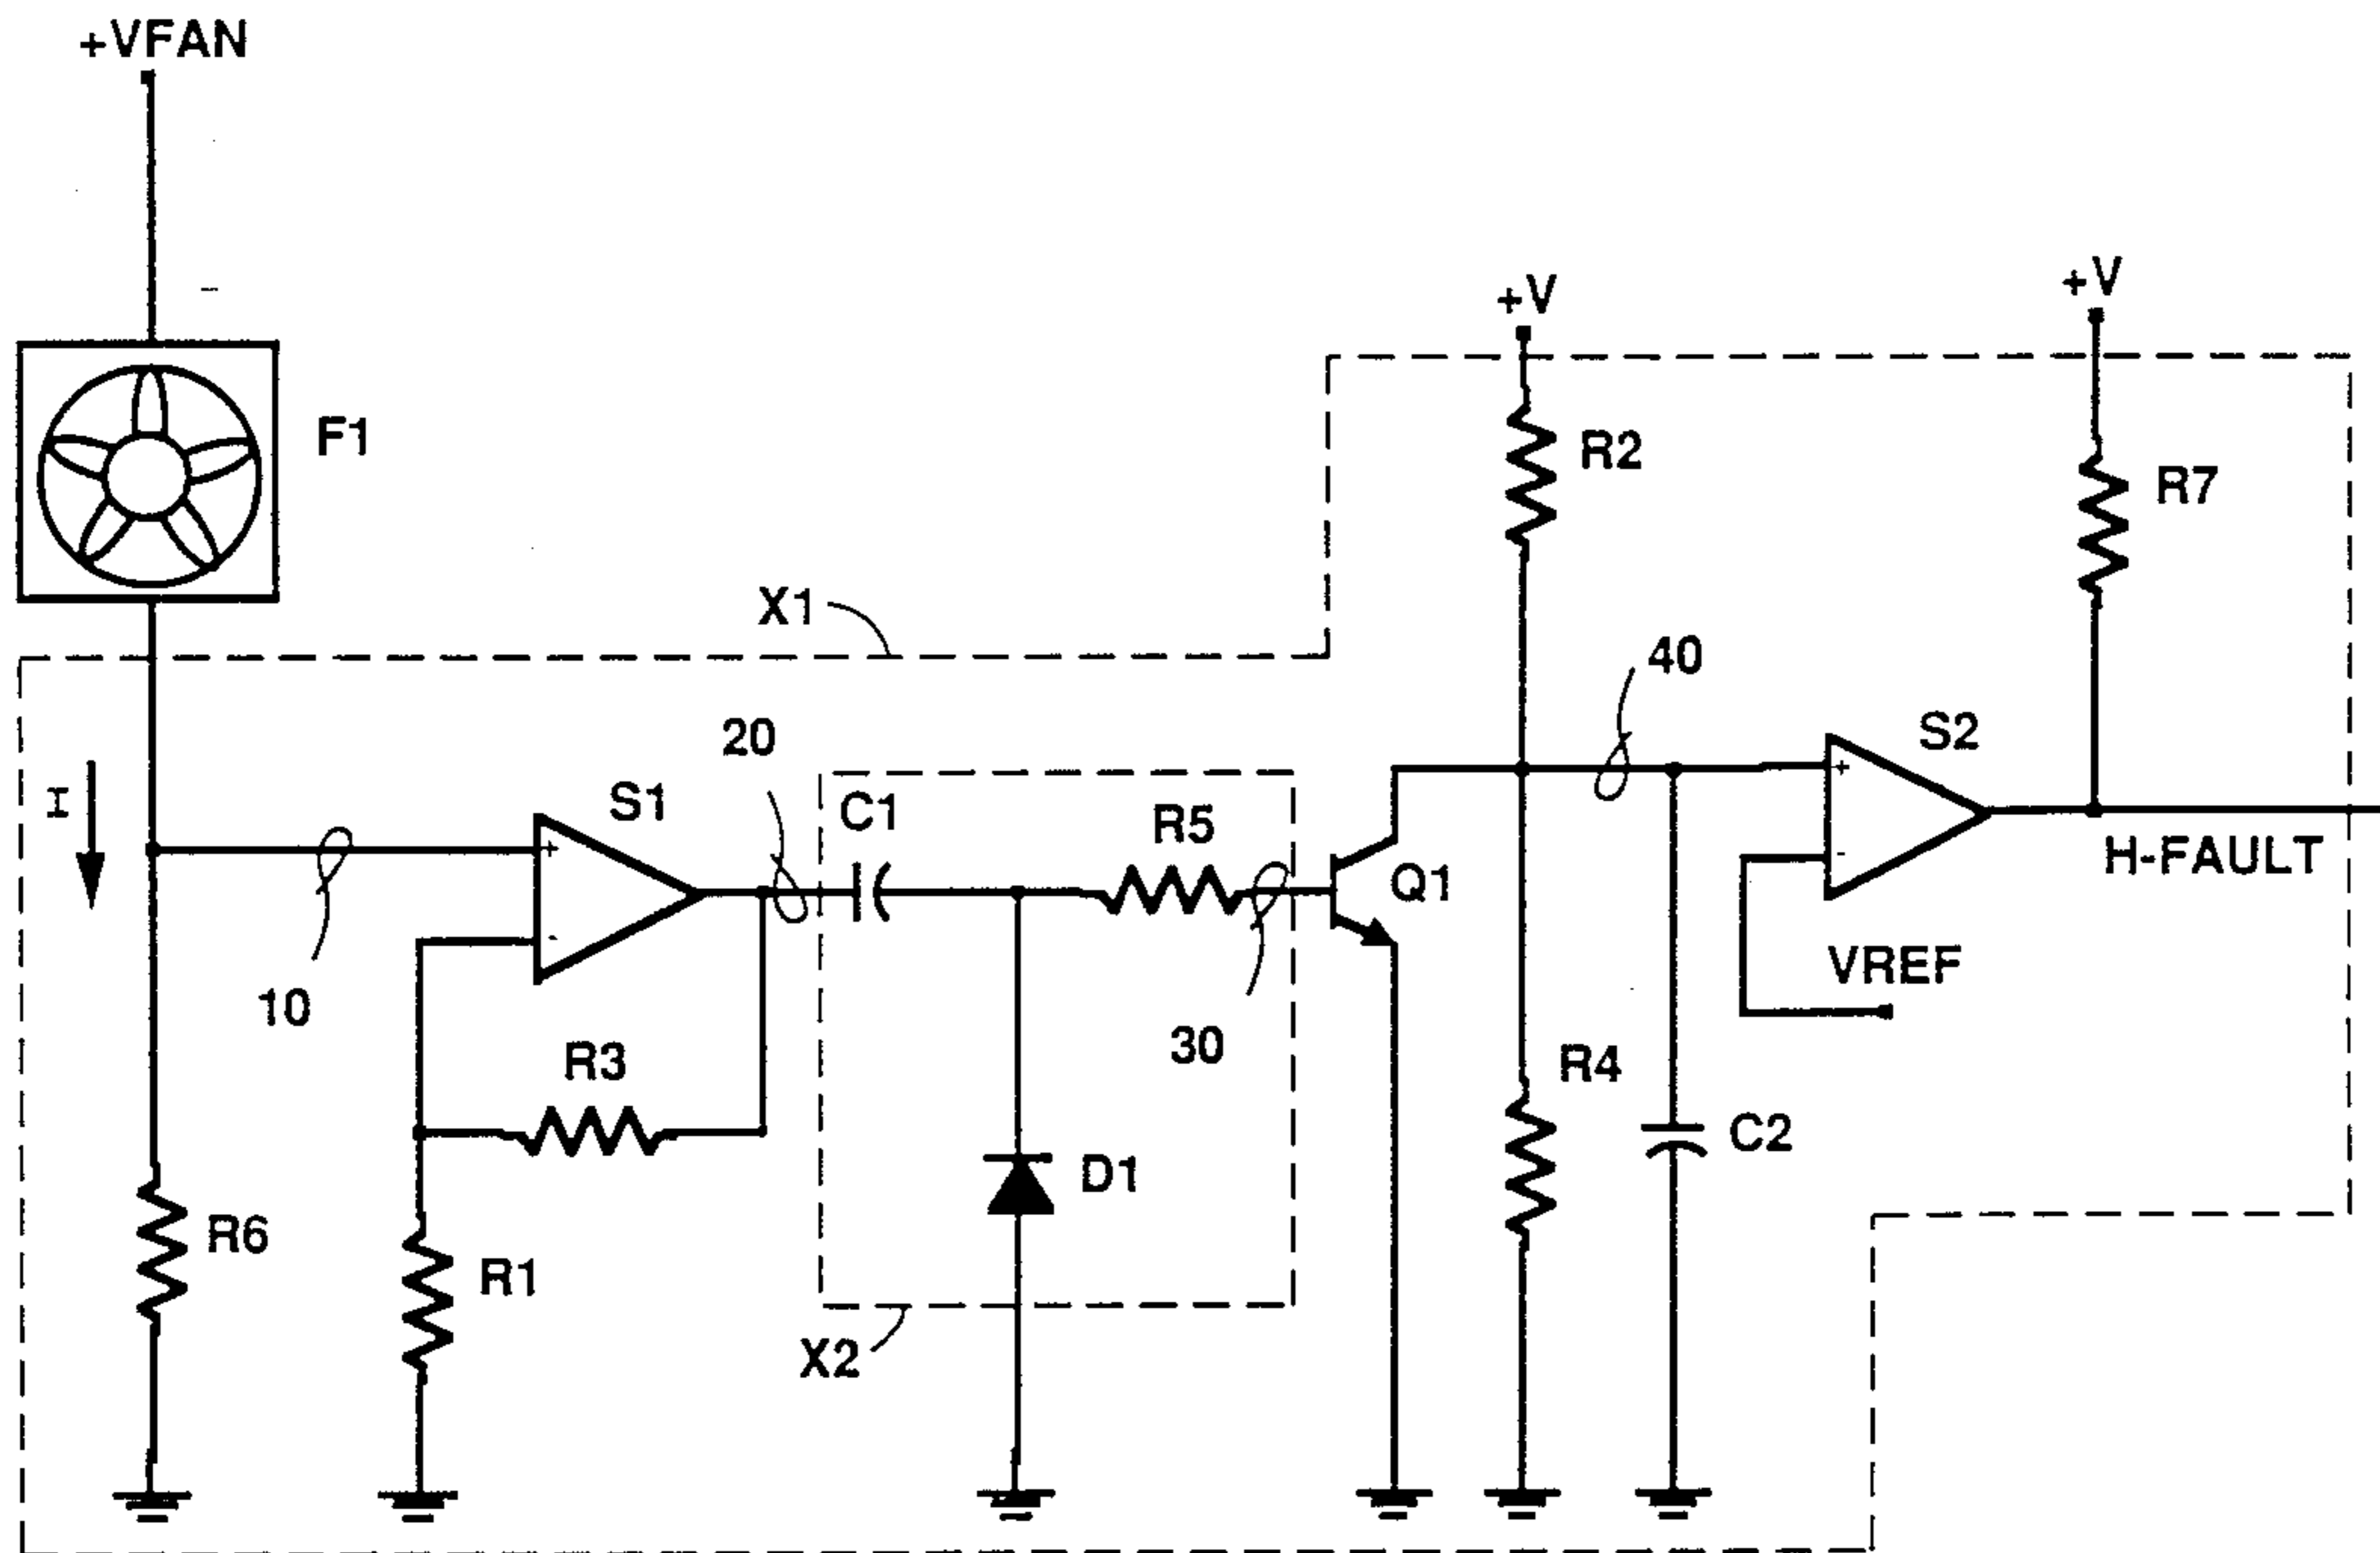 +VFAN
F1
+V
+V
R2
R7
X1
40
20
S2
I
S1
C1
R5
+
+
-
+
-
Q1
H-FAULT
VREF
10
30
R3
R4
C2
D1
R6
R1
X2